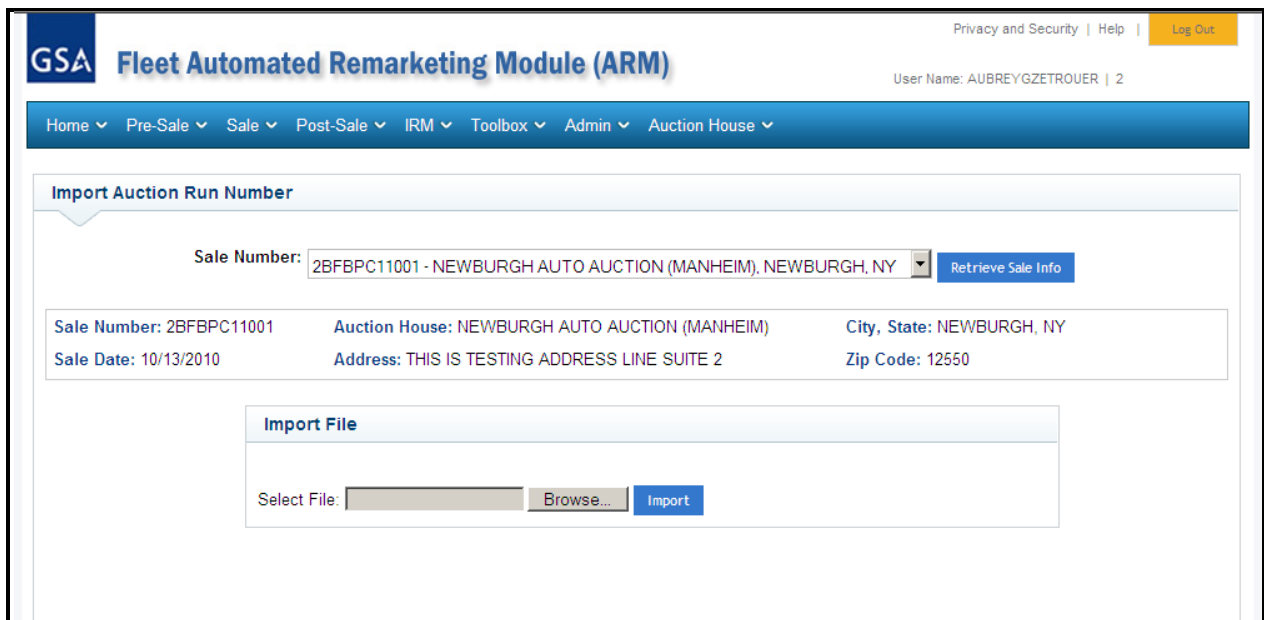 Privacy and Security | Help | Log Out
GSA Fleet Automated Remarketing Module (ARM)
User Name: AUBREYGZETROUER | 2
Home Pre-Sale Sale Post-Sale IRM Toolbox Admin Auction House
Import Auction Run Number
Sale Number: 2BFBPC11001 - NEWBURGH AUTO AUCTION (MANHEIM), NEWBURGH, NY Retrieve Sale Info
Sale Number: 2BFBPC11001 Auction House: NEWBURGH AUTO AUCTION (MANHEIM) City, State: NEWBURGH, NY
Sale Date: 10/13/2010 Address: THIS IS TESTING ADDRESS LINE SUITE 2 Zip Code: 12550
Import File
Select File: Browse... Import